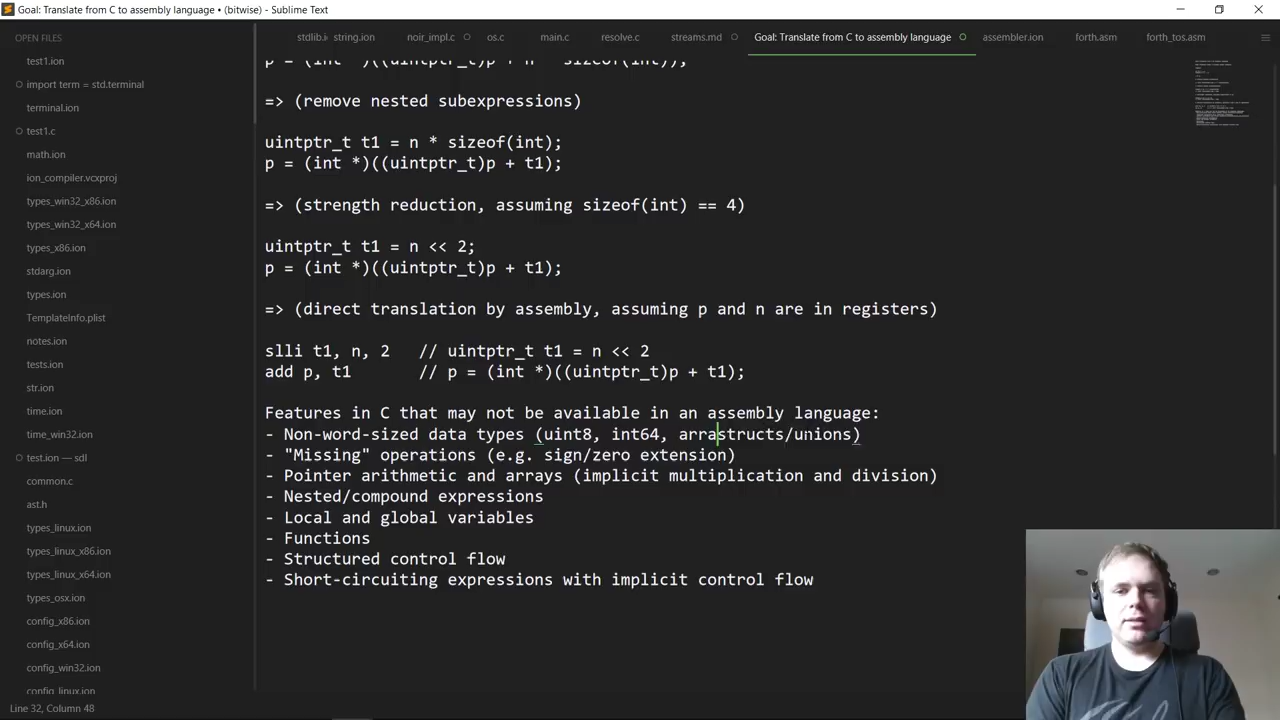 Goal: Translate from C to assembly language • (bitwise) - Sublime Text
OPEN FILES
stdlib.i string.ion noir_impl.c os.c main.c resolve.c streams.md Goal: Translate from C to assembly language assembler.ion forth.asm forth_tos.asm
test1.ion
import term = std.terminal
terminal.ion
test1.c
math.ion
ion_compiler.vcxproj
types_win32_x86.ion
types_win32_x64.ion
types_x86.ion
stdarg.ion
types.ion
TemplateInfo.plist
notes.ion
tests.ion
str.ion
time.ion
time_win32.ion
test.ion — sdl
common.c
ast.h
types_linux.ion
types_linux_x86.ion
types_linux_x64.ion
types_osx.ion
config_x86.ion
config_x64.ion
config_win32.ion
config_linux.ion
p = (int *)((uintptr_t)p + n * sizeof(int));
=> (remove nested subexpressions)
uintptr_t t1 = n * sizeof(int);
p = (int *)((uintptr_t)p + t1);
=> (strength reduction, assuming sizeof(int) == 4)
uintptr_t t1 = n << 2;
p = (int *)((uintptr_t)p + t1);
=> (direct translation by assembly, assuming p and n are in registers)
slli t1, n, 2 // uintptr_t t1 = n << 2
add p, t1 // p = (int *)((uintptr_t)p + t1);
Features in C that may not be available in an assembly language:
- Non-word-sized data types (uint8, int64, arrastructs/unions)
- "Missing" operations (e.g. sign/zero extension)
- Pointer arithmetic and arrays (implicit multiplication and division)
- Nested/compound expressions
- Local and global variables
- Functions
- Structured control flow
- Short-circuiting expressions with implicit control flow
Line 32, Column 48